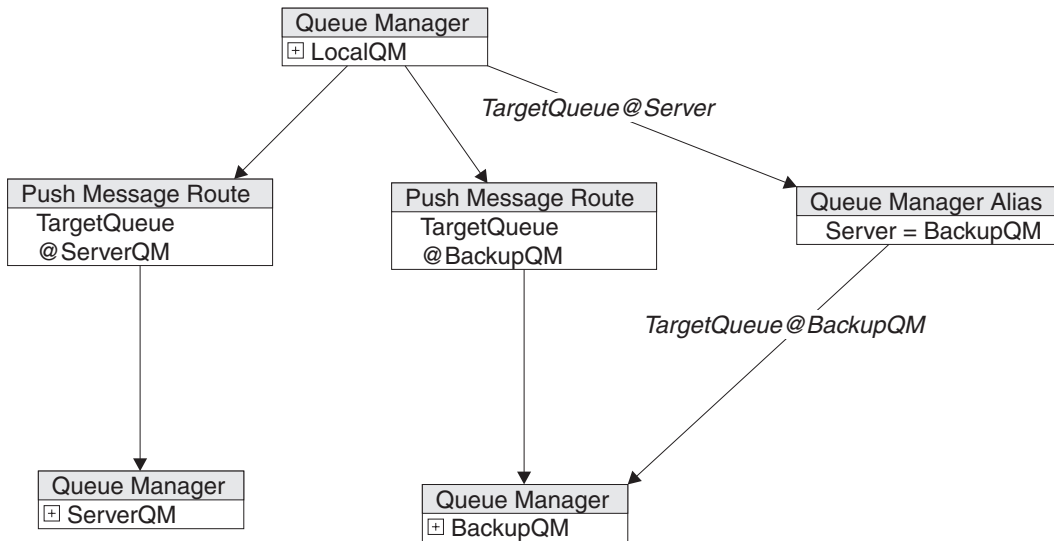 Queue Manager
+ LocalQM
TargetQueue@Server
Push Message Route
TargetQueue
@ServerQM
Push Message Route
TargetQueue
@BackupQM
Queue Manager Alias
Server = BackupQM
TargetQueue@BackupQM
Queue Manager
+ ServerQM
Queue Manager
+ BackupQM